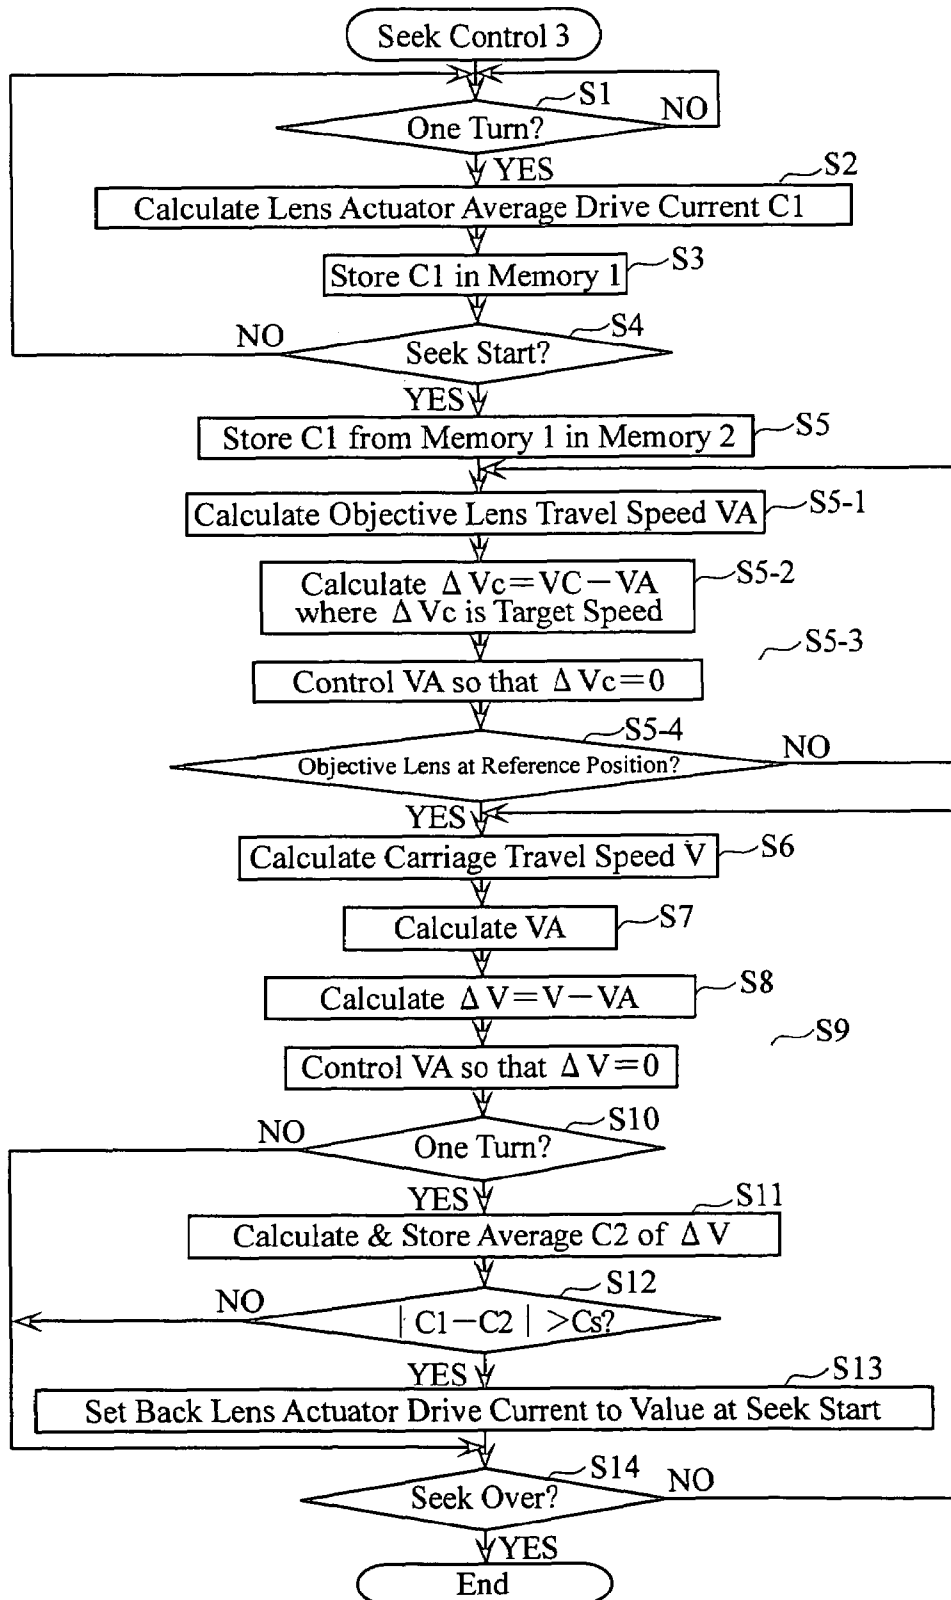 Seek Control 3
S1
One Turn?
NO
YES
S2
Calculate Lens Actuator Average Drive Current C1
S3
Store C1 in Memory 1
S4
NO
Seek Start?
YES
S5
Store C1 from Memory 1 in Memory 2
Calculate Objective Lens Travel Speed VA
S5-1
Calculate ΔVc=VC−VA
where ΔVc is Target Speed
S5-2
S5-3
Control VA so that ΔVc=0
S5-4
Objective Lens at Reference Position?
NO
YES
Calculate Carriage Travel Speed V
S6
Calculate VA
S7
Calculate ΔV=V−VA
S8
S9
Control VA so that ΔV=0
S10
NO
One Turn?
YES
S11
Calculate & Store Average C2 of ΔV
S12
NO
| C1−C2 | >Cs?
YES
S13
Set Back Lens Actuator Drive Current to Value at Seek Start
S14
Seek Over?
NO
YES
End